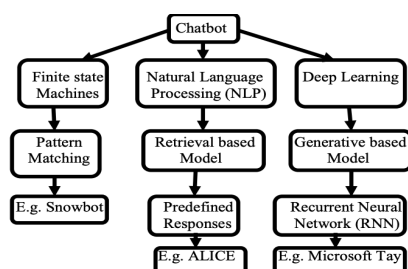 Chatbot
Finite state
Machines
Natural Language
Processing (NLP)
Deep Learning
Pattern
Matching
Retrieval based
Model
Generative based
Model
E.g. Snowbot
Predefined
Responses
Recurrent Neural
Network (RNN)
E.g. ALICE
E.g. Microsoft Tay